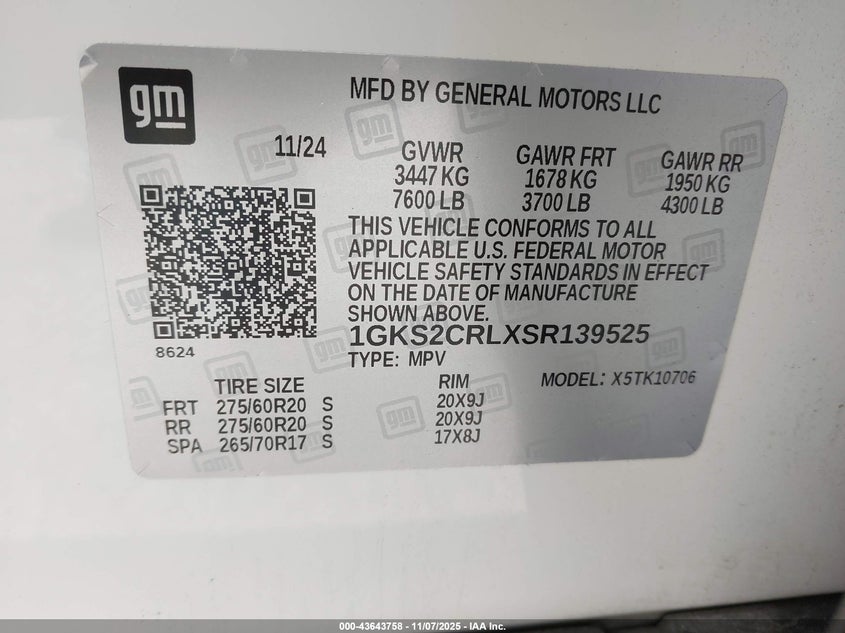 gm
MFD BY GENERAL MOTORS LLC
11/24
GVWR GAWR FRT GAWR RR
3447 KG 1678 KG 1950 KG
7600 LB 3700 LB 4300 LB
THIS VEHICLE CONFORMS TO ALL
APPLICABLE U.S. FEDERAL MOTOR
VEHICLE SAFETY STANDARDS IN EFFECT
ON THE DATE OF MANUFACTURE
SHOWN ABOVE.
1GKS2CRLXSR139525
8624
TYPE: MPV
MODEL: X5TK10706
TIRE SIZE RIM
FRT 275/60R20 S 20X9J
RR 275/60R20 S 20X9J
SPA 265/70R17 S 17X8J
000-43643758 - 11/07/2025 - IAA Inc.